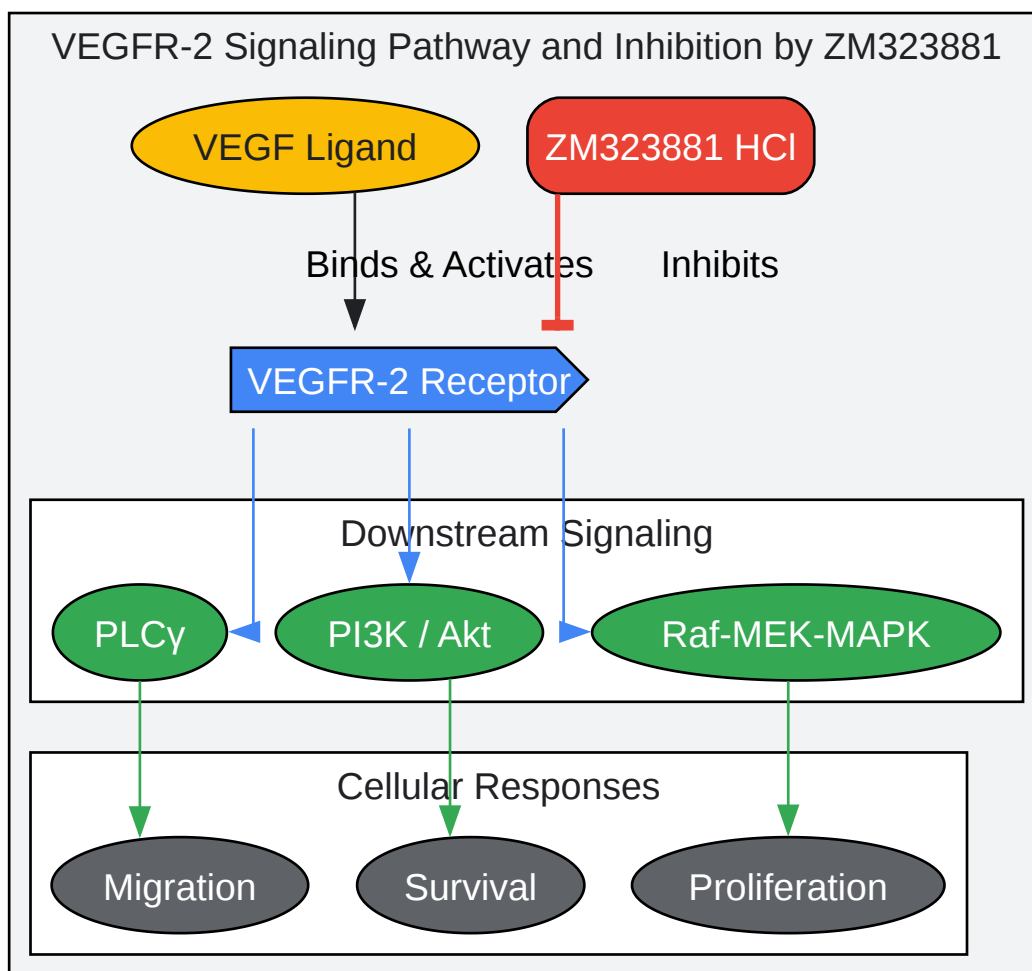 VEGFR-2 Signaling Pathway and Inhibition by ZM323881
VEGF Ligand
ZM323881 HCl
Binds & Activates
Inhibits
VEGFR-2 Receptor
Downstream Signaling
PLCγ
PI3K / Akt
Raf-MEK-MAPK
Cellular Responses
Migration
Survival
Proliferation